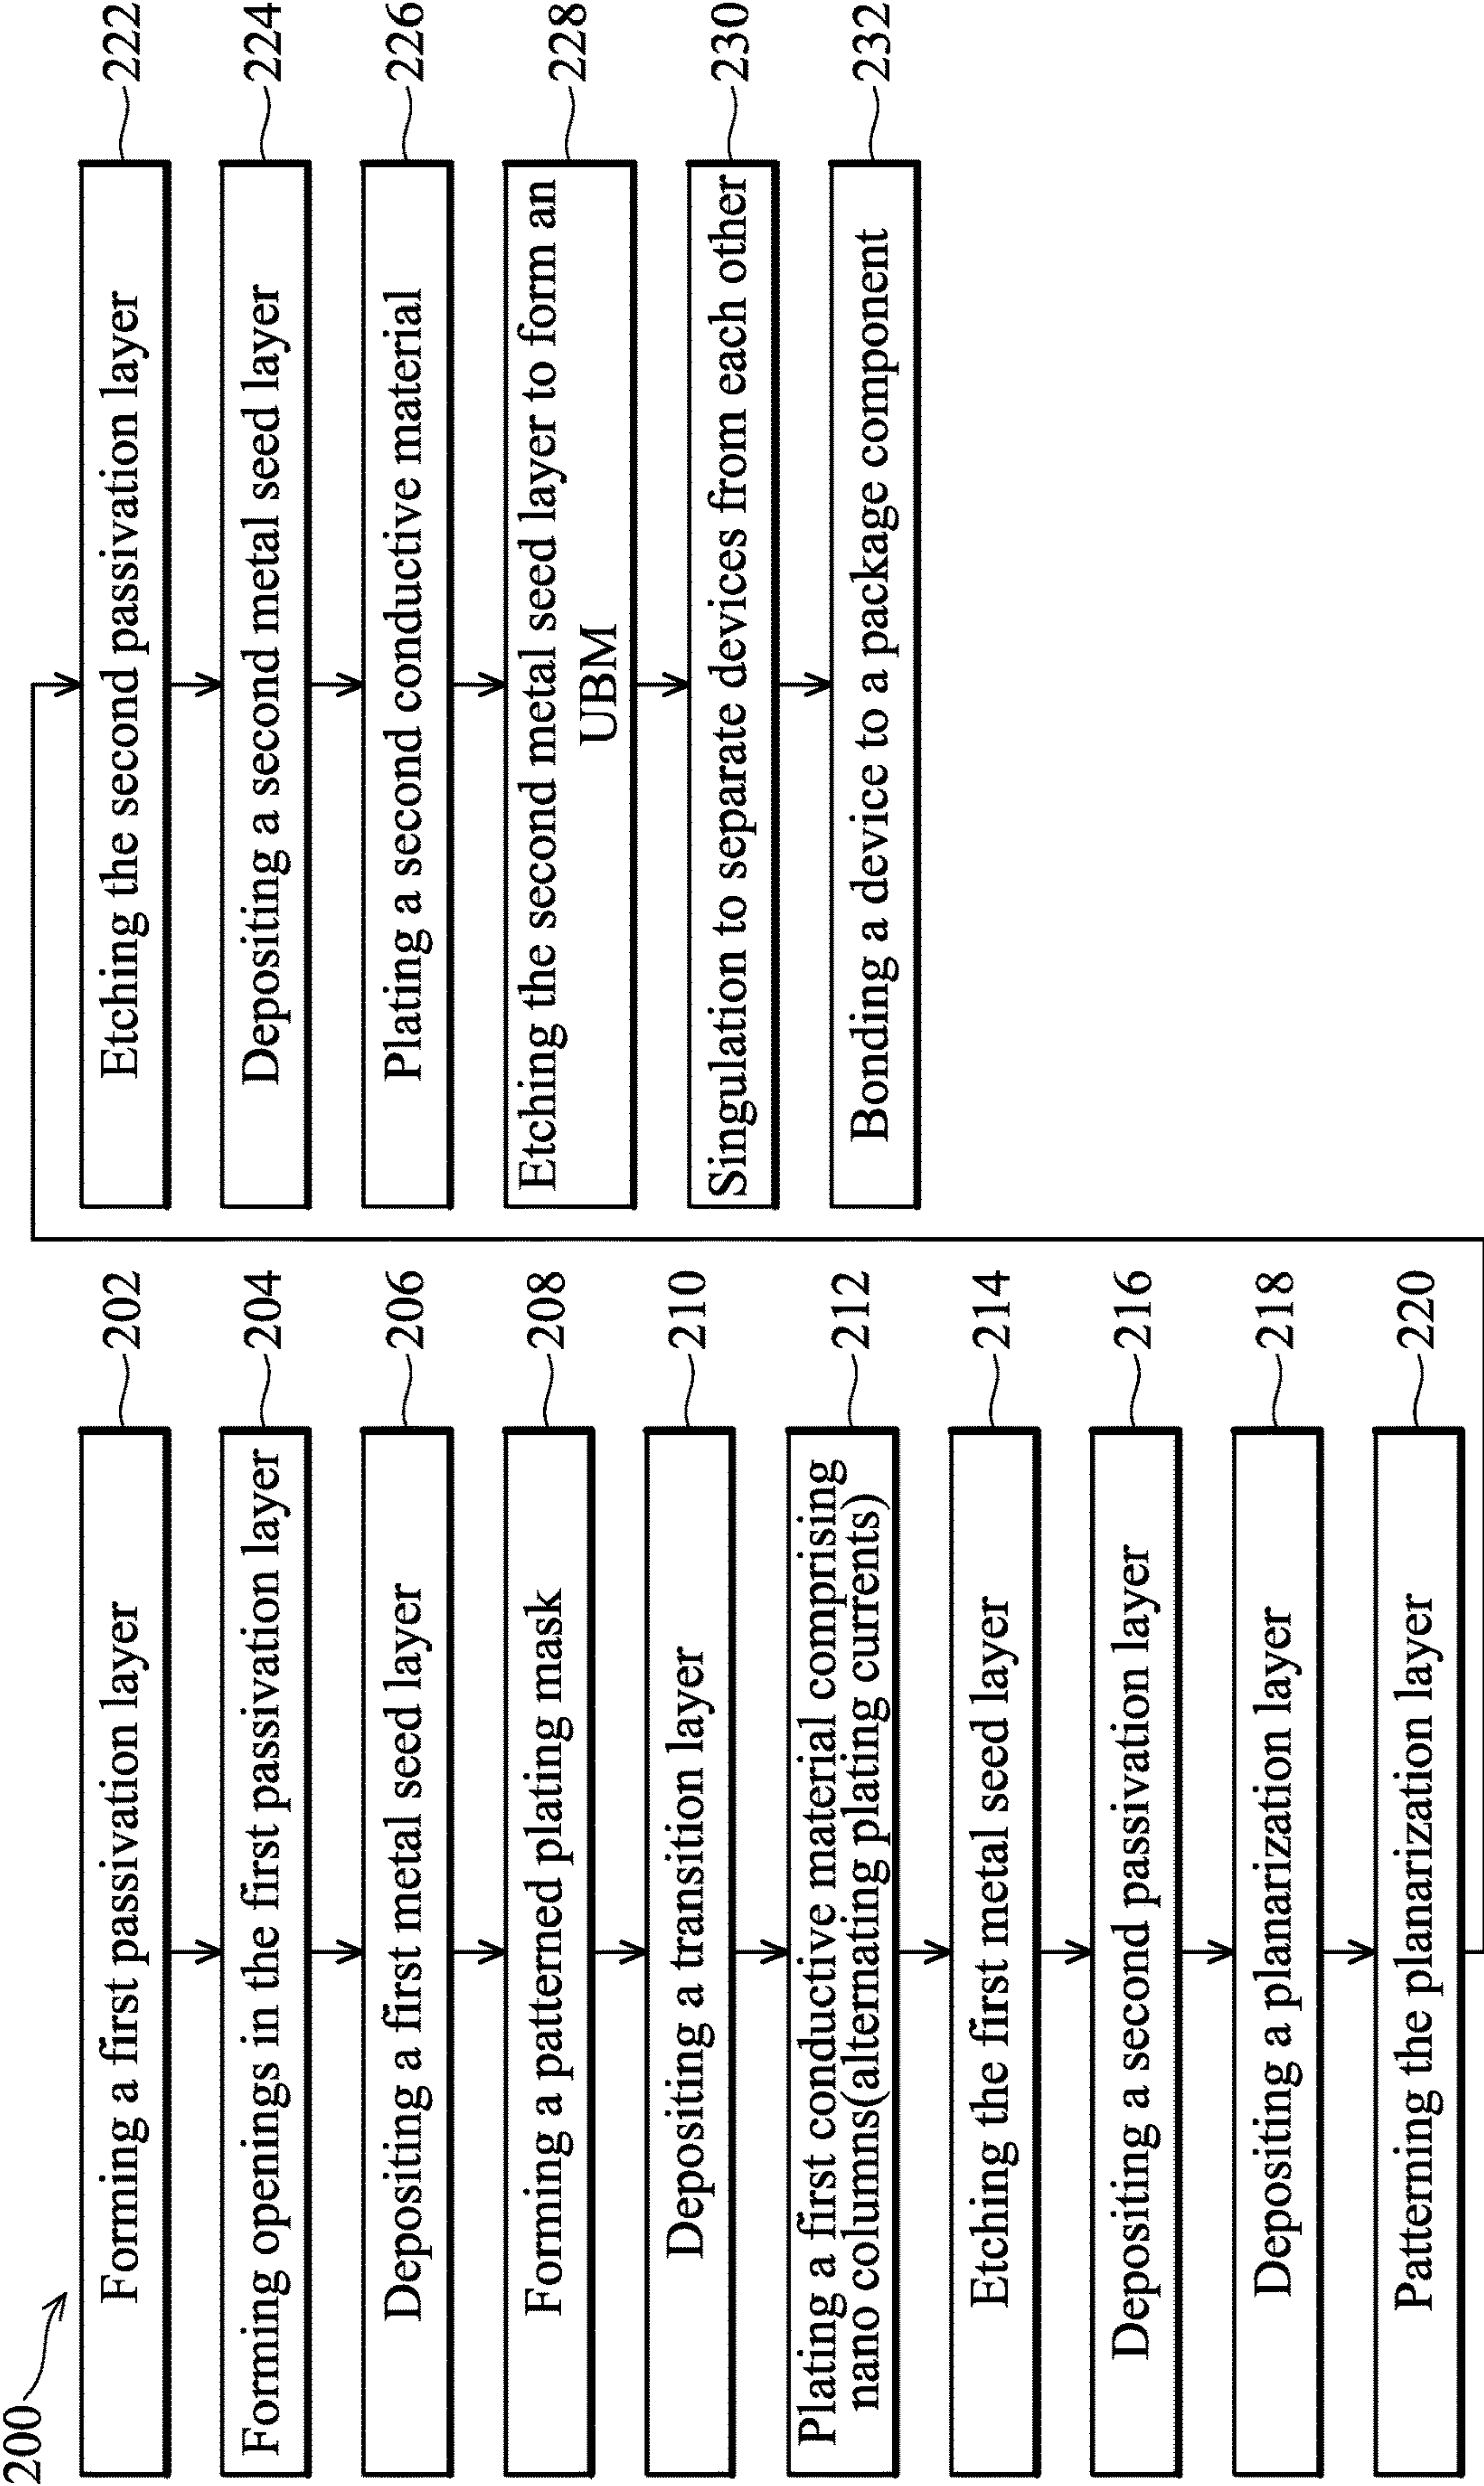 200
Forming a first passivation layer
202
Forming openings in the first passivation layer
204
Depositing a first metal seed layer
206
Forming a patterned plating mask
208
Depositing a transition layer
210
Plating a first conductive material comprising
nano columns(alternating plating currents)
212
Etching the first metal seed layer
214
Depositing a second passivation layer
216
Depositing a planarization layer
218
Patterning the planarization layer
220
Etching the second passivation layer
222
Depositing a second metal seed layer
224
Plating a second conductive material
226
Etching the second metal seed layer to form an
UBM
228
Singulation to separate devices from each other
230
Bonding a device to a package component
232